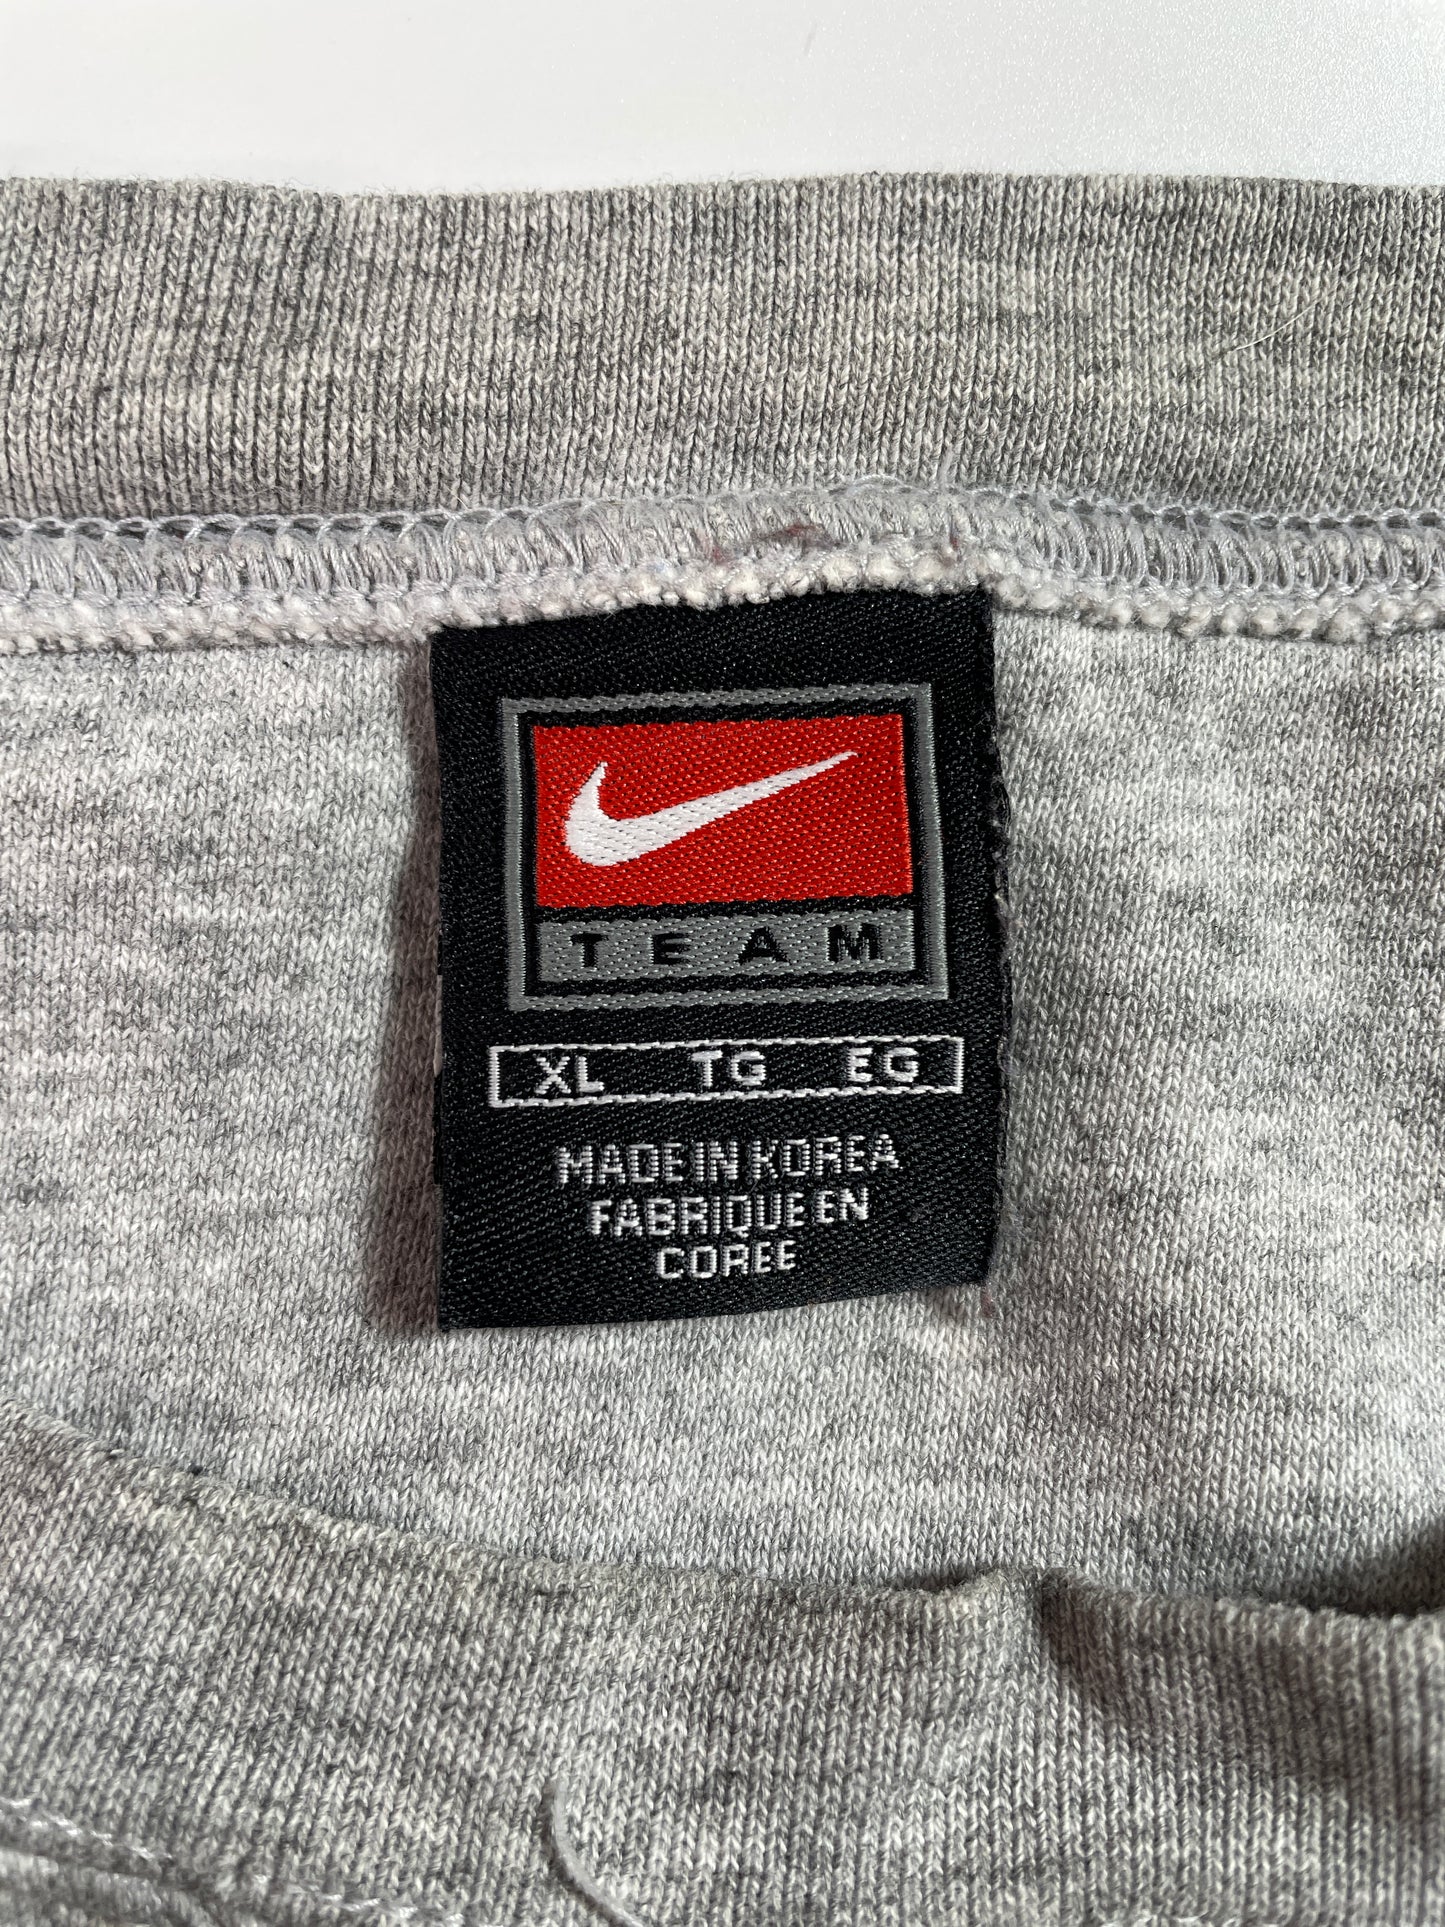 TEAM
XL TG EG
MADE IN KOREA
FABRIQUE EN
COREE